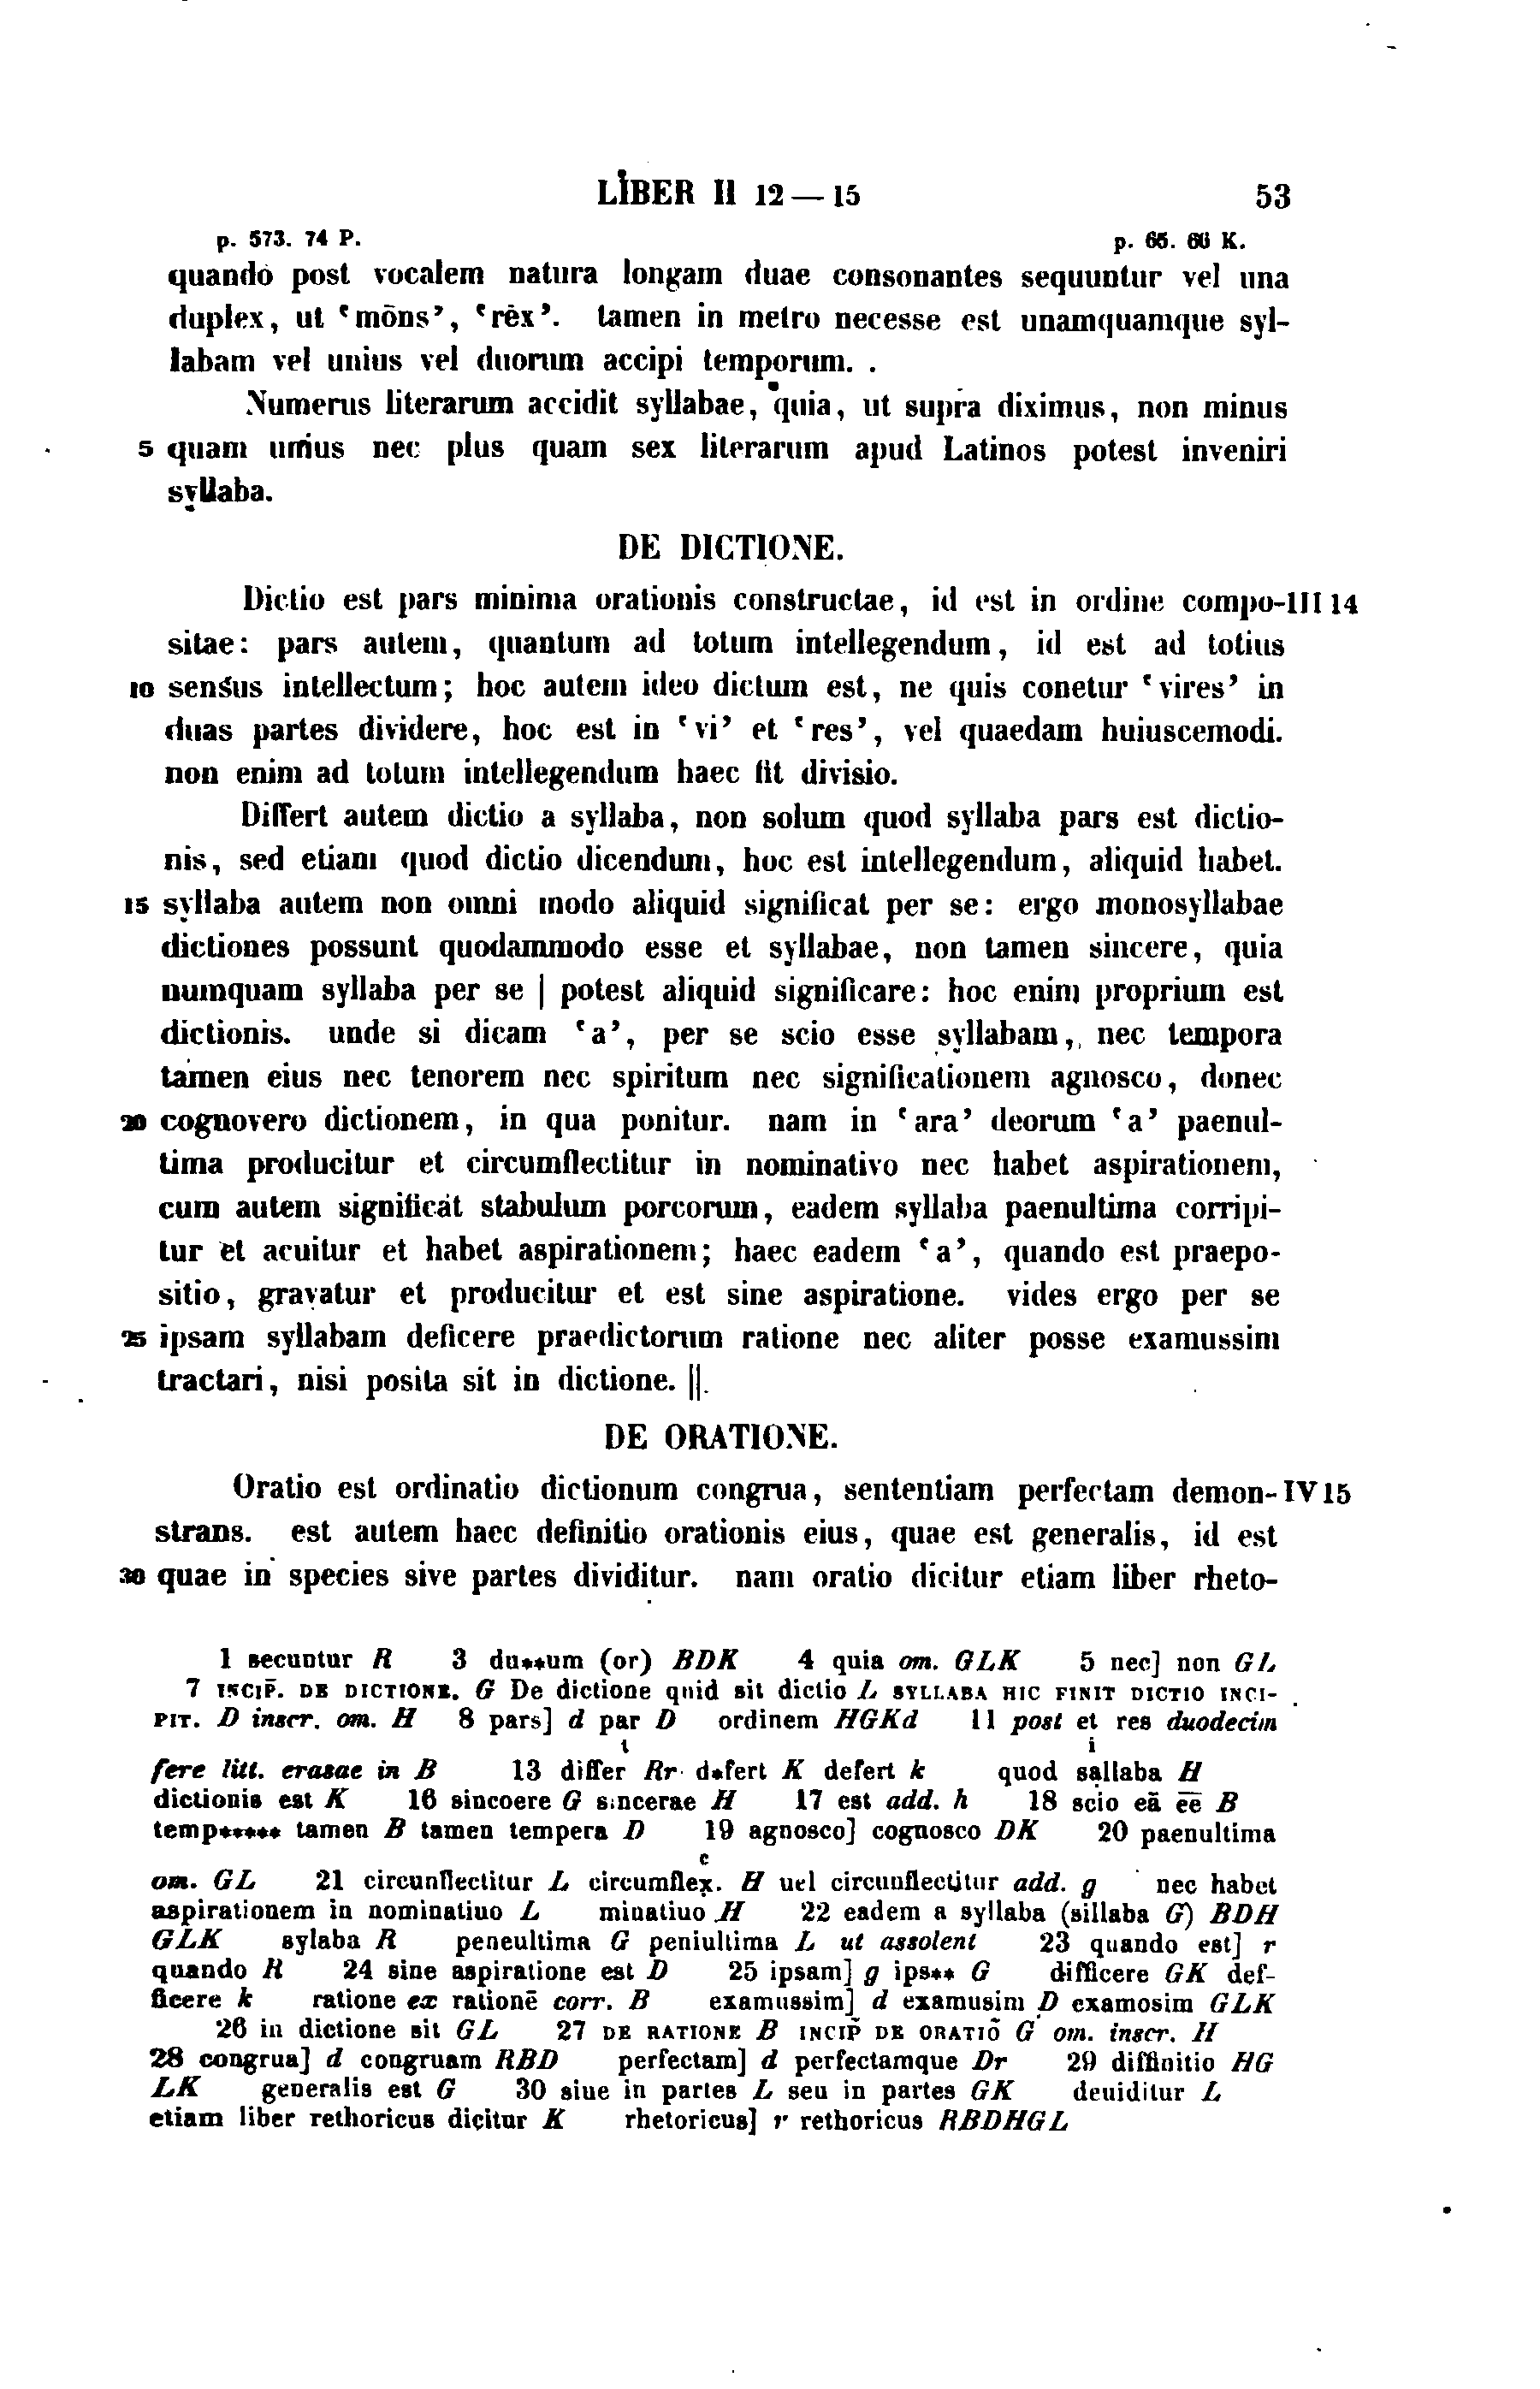 LIBER II 12 — 15 53
p. 573. 74 P. p. 65. 66 K.
quando post vocalem natura longam duae consonantes sequuntur vel una
duplex, ut ‘mōns’, ‘rēx’. tamen in metro necesse est unamquamque syl-
labam vel unius vel duorum accipi temporum.
Numerus literarum accidit syllabae, quia, ut supra diximus, non minus
5 quam unius nec plus quam sex literarum apud Latinos potest inveniri
syllaba.
DE DICTIONE.
Dictio est pars minima orationis constructae, id est in ordine compo- III 14
sitae: pars autem, quantum ad totum intellegendum, id est ad totius
10 sensus intellectum; hoc autem ideo dictum est, ne quis conetur ‘vires’ in
duas partes dividere, hoc est in ‘vi’ et ‘res’, vel quaedam huiuscemodi.
non enim ad totum intellegendum haec fit divisio.
Differt autem dictio a syllaba, non solum quod syllaba pars est dictio-
nis, sed etiam quod dictio dicendum, hoc est intellegendum, aliquid habet.
15 syllaba autem non omni modo aliquid significat per se: ergo monosyllabae
dictiones possunt quodammodo esse et syllabae, non tamen sincere, quia
numquam syllaba per se | potest aliquid significare: hoc enim proprium est
dictionis. unde si dicam ‘a’, per se scio esse syllabam, nec tempora
tamen eius nec tenorem nec spiritum nec significationem agnosco, donec
20 cognovero dictionem, in qua ponitur. nam in ‘ara’ deorum ‘a’ paenul-
tima producitur et circumflectitur in nominativo nec habet aspirationem,
cum autem significat stabulum porcorum, eadem syllaba paenultima corripi-
tur et acuitur et habet aspirationem; haec eadem ‘a’, quando est praepo-
sitio, gravatur et producitur et est sine aspiratione. vides ergo per se
25 ipsam syllabam deficere praedictorum ratione nec aliter posse examussim
tractari, nisi posita sit in dictione. ||
DE ORATIONE.
Oratio est ordinatio dictionum congrua, sententiam perfectam demon- IV 15
strans. est autem haec definitio orationis eius, quae est generalis, id est
30 quae in species sive partes dividitur. nam oratio dicitur etiam liber rheto-
1 secuntur R 3 du**um (or) BDK 4 quia om. GLK 5 nec] non GL
7 INCIP̄. DE DICTIONE. G De dictione quid sit dictio L SYLLABA HIC FINIT DICTIO INCI-
PIT. D inscr. om. H 8 pars] d par D ordinem HGKd 11 post et res duodecim
fere litt. erasae in B 13 differ Rr d*fert K defert k quod sallaba H
dictionis est K 16 sincoere G sincerae H 17 est add. h 18 scio eā ēē B
temp***** tamen B tamen tempera D 19 agnosco] cognosco DK 20 paenultima
om. GL 21 circunflectitur L circumflex. H uel circunflectitur add. g nec habet
aspirationem in nominatiuo L minatiuo H 22 eadem a syllaba (sillaba G) BDH
GLK sylaba R peneultima G peniultima L ut assolent 23 quando est] r
quando R 24 sine aspiratione est D 25 ipsam] g ips** G difficere GK def-
ficere k ratione ex rationē corr. B examussim] d examusim D examosim GLK
26 in dictione sit GL 27 DE RATIONE B INCIP̄ DE ORATIŌ G om. inscr. H
28 congrua] d congruam RBD perfectam] d perfectamque Dr 29 diffinitio HG
LK generalis est G 30 siue in partes L seu in partes GK deuiditur L
etiam liber rethoricus dicitur K rhetoricus] r rethoricus RBDHGL